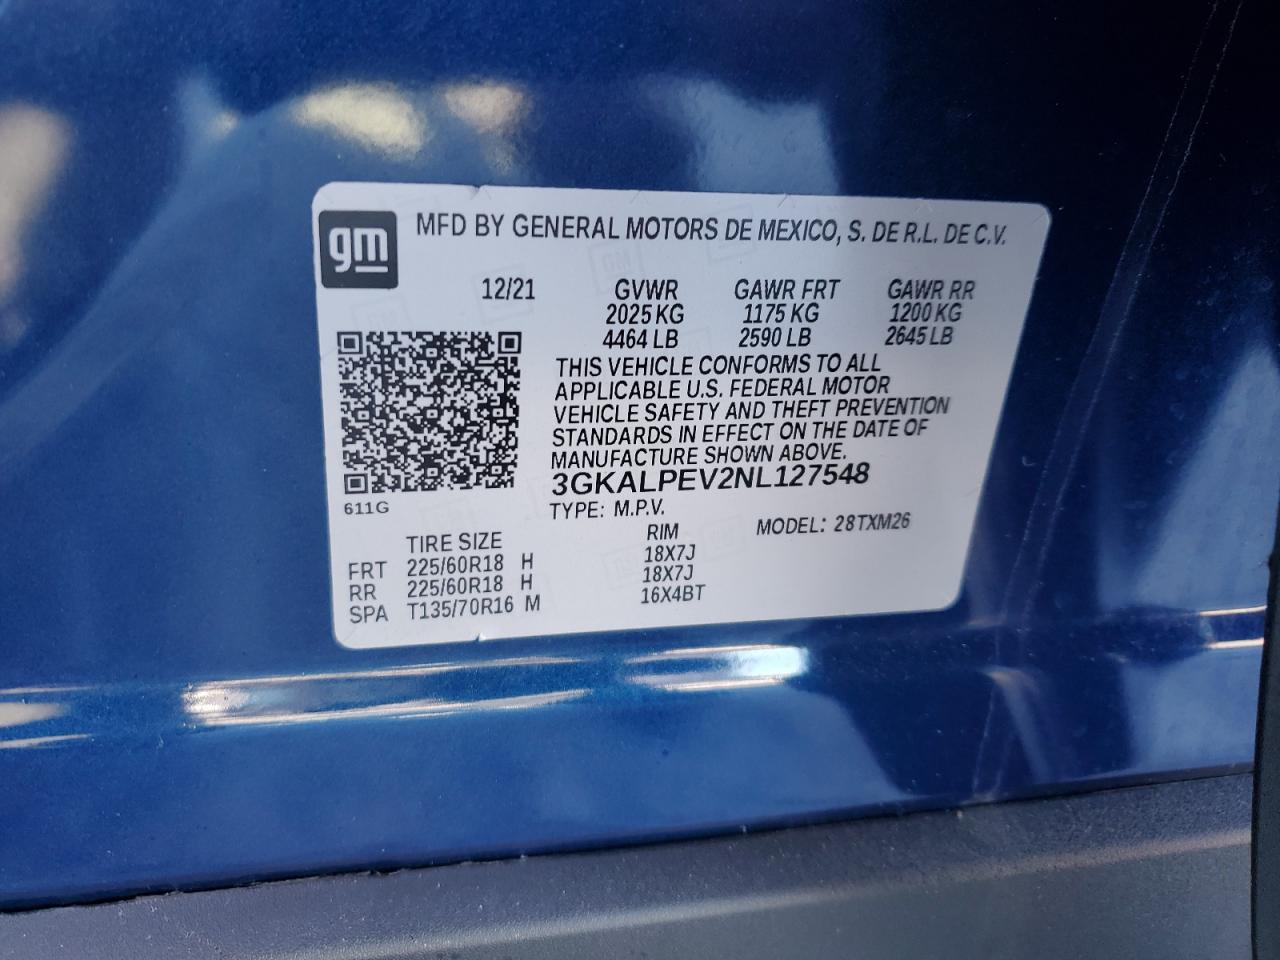 gm
MFD BY GENERAL MOTORS DE MEXICO, S. DE R.L. DE C.V.
12/21 GVWR GAWR FRT GAWR RR
2025 KG 1175 KG 1200 KG
4464 LB 2590 LB 2645 LB
THIS VEHICLE CONFORMS TO ALL
APPLICABLE U.S. FEDERAL MOTOR
VEHICLE SAFETY AND THEFT PREVENTION
STANDARDS IN EFFECT ON THE DATE OF
MANUFACTURE SHOWN ABOVE.
3GKALPEV2NL127548
611G
TYPE: M.P.V. MODEL: 28TXM26
TIRE SIZE RIM
FRT 225/60R18 H 18X7J
RR 225/60R18 H 18X7J
SPA T135/70R16 M 16X4BT